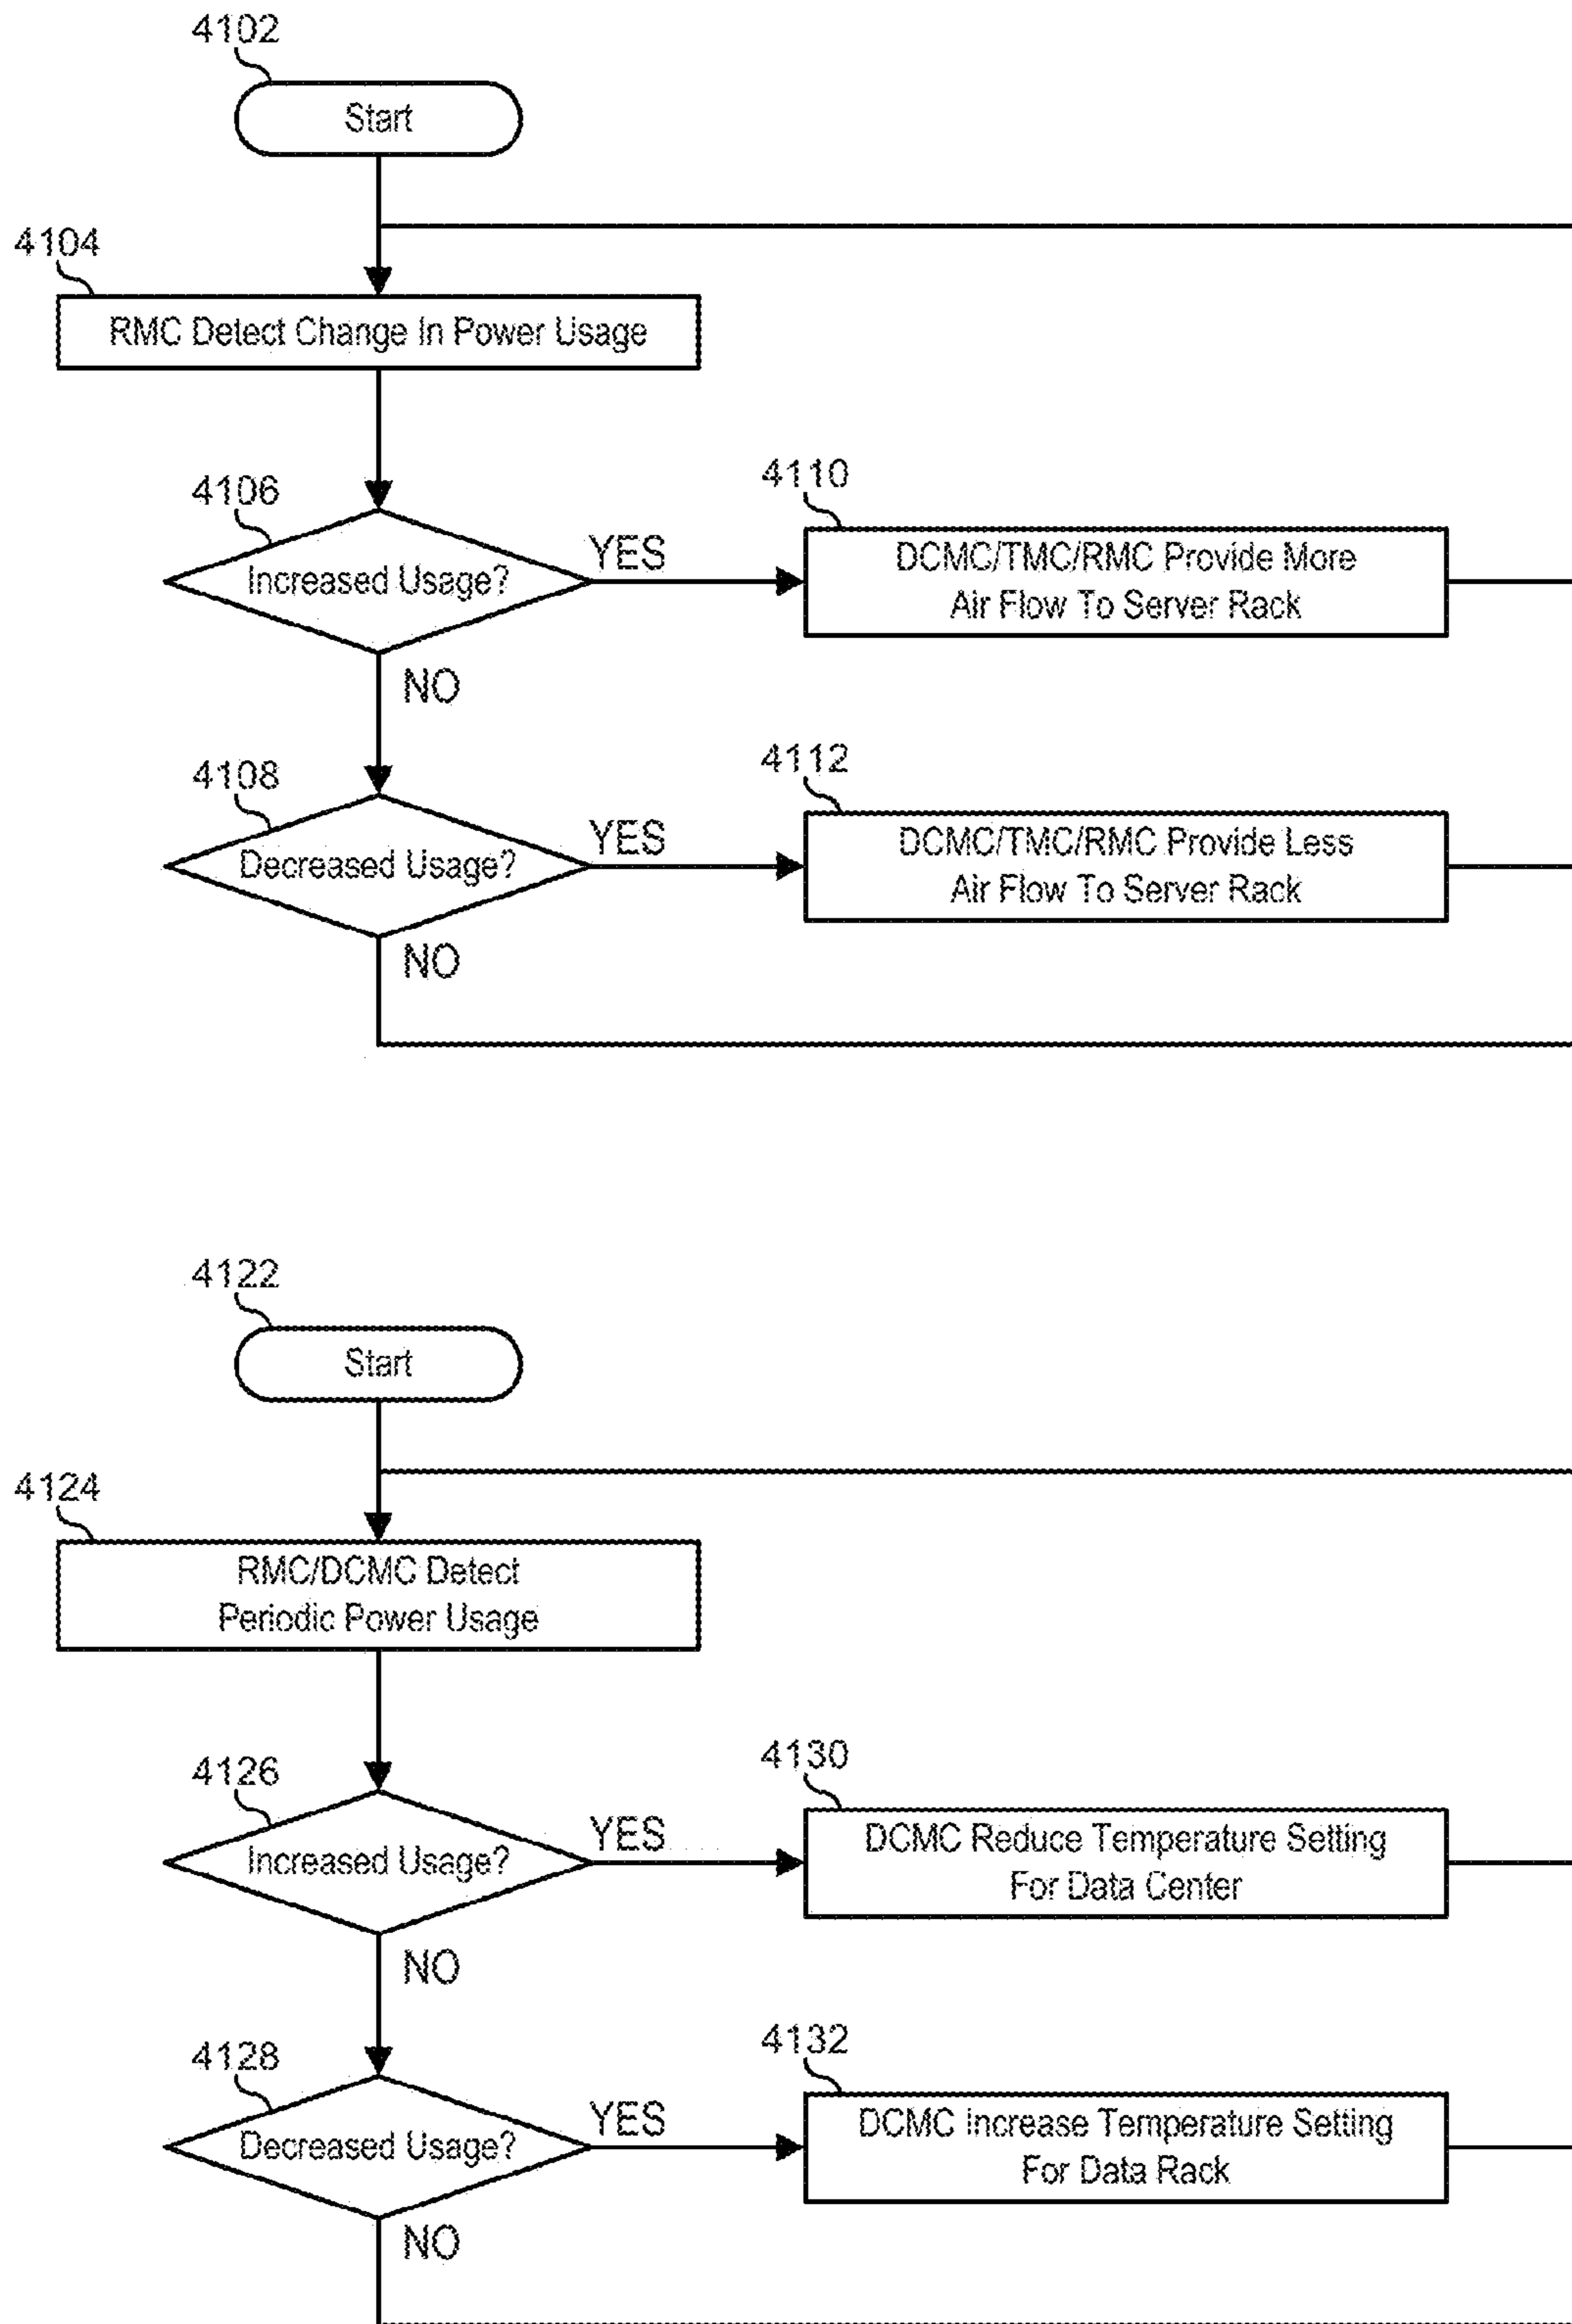 4102
Start
4104
RMC Detect Change In Power Usage
4106
Increased Usage?
YES
4110
DCMC/TMC/RMC Provide More
Air Flow To Server Rack
NO
4108
Decreased Usage?
YES
4112
DCMC/TMC/RMC Provide Less
Air Flow To Server Rack
NO
4122
Start
4124
RMC/DCMC Detect
Periodic Power Usage
4126
Increased Usage?
YES
4130
DCMC Reduce Temperature Setting
For Data Center
NO
4128
Decreased Usage?
YES
4132
DCMC Increase Temperature Setting
For Data Rack
NO